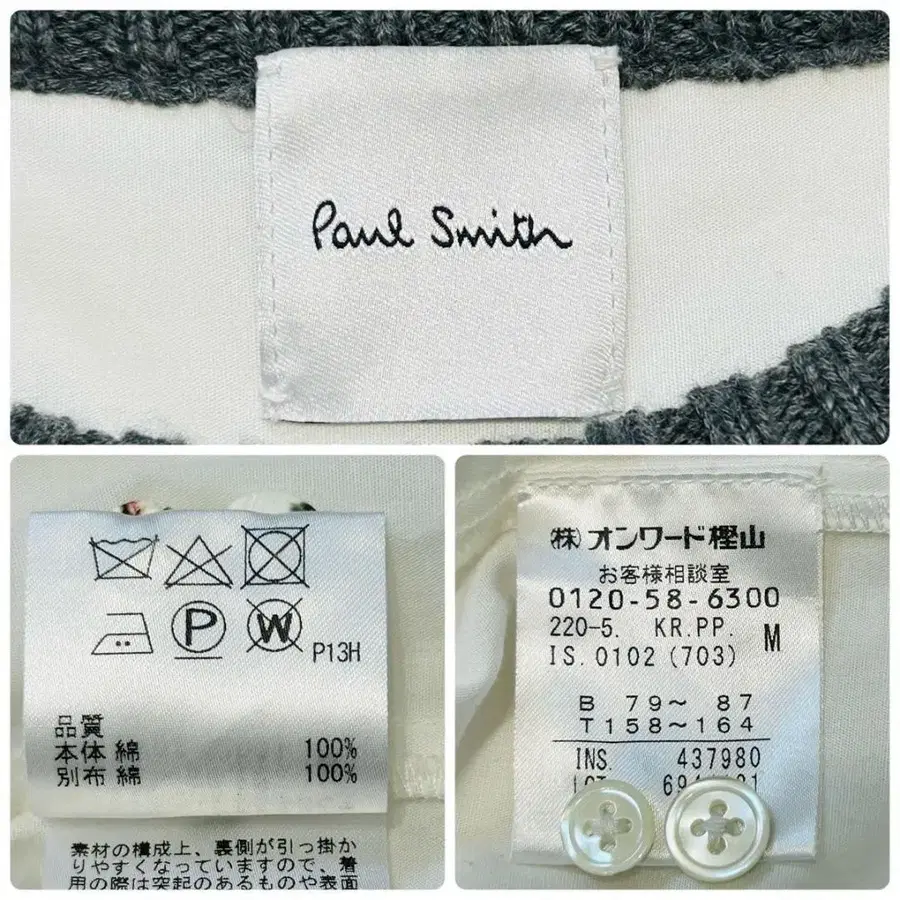 Paul Smith
P
W
P13H
品質
本体 綿 100%
別布 綿 100%
素材の構成上、裏側が引っ掛か
りやすくなっていますので、着
用の際は突起のあるものや表面
㈱オンワード樫山
お客様相談室
0120-58-6300
220-5. KR.PP. M
IS.0102 (703)
B 79～ 87
T 158～164
INS. 437980